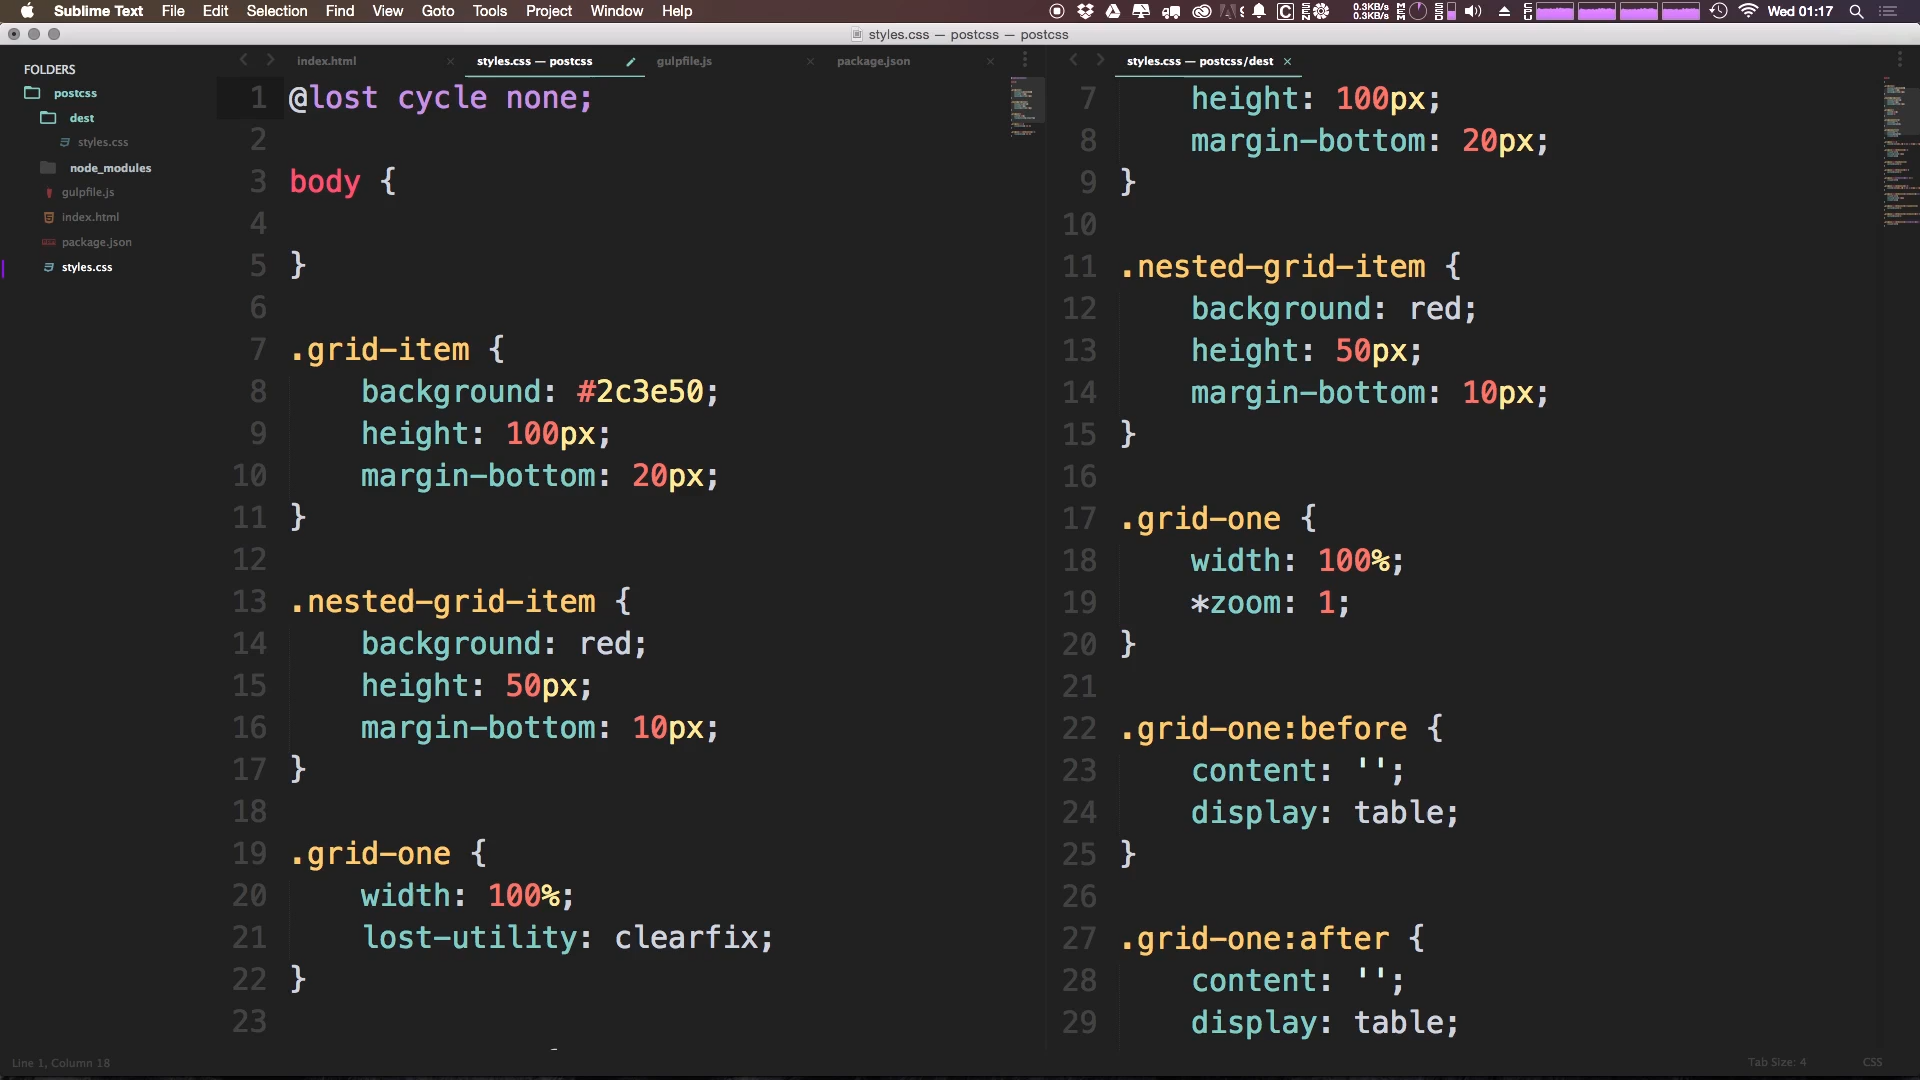 Sublime Text File Edit Selection Find View Goto Tools Project Window Help 0.3KB/s 0.3KB/s Wed 01:17
styles.css — postcss — postcss
FOLDERS
postcss
dest
styles.css
node_modules
gulpfile.js
index.html
package.json
styles.css
index.html styles.css — postcss gulpfile.js package.json
1 @lost cycle none;
2
3 body {
4
5 }
6
7 .grid-item {
8 background: #2c3e50;
9 height: 100px;
10 margin-bottom: 20px;
11 }
12
13 .nested-grid-item {
14 background: red;
15 height: 50px;
16 margin-bottom: 10px;
17 }
18
19 .grid-one {
20 width: 100%;
21 lost-utility: clearfix;
22 }
23
styles.css — postcss/dest
7 height: 100px;
8 margin-bottom: 20px;
9 }
10
11 .nested-grid-item {
12 background: red;
13 height: 50px;
14 margin-bottom: 10px;
15 }
16
17 .grid-one {
18 width: 100%;
19 *zoom: 1;
20 }
21
22 .grid-one:before {
23 content: '';
24 display: table;
25 }
26
27 .grid-one:after {
28 content: '';
29 display: table;
Line 1, Column 18
Tab Size: 4 CSS